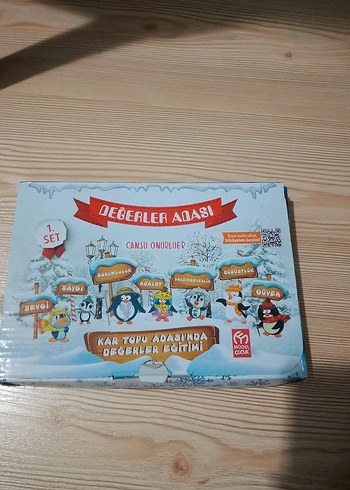 DEĞERLER ADASI
1.
SET
CANSU ONURLUER
SEVGİ
SAYGI
SORUMLULUK
ADALET
YARDIMSEVERLİK
DÜRÜSTLÜK
GÜVEN
KAR TOPU ADASI'NDA
DEĞERLER EĞİTİMİ
MODEL
ÇOCUK